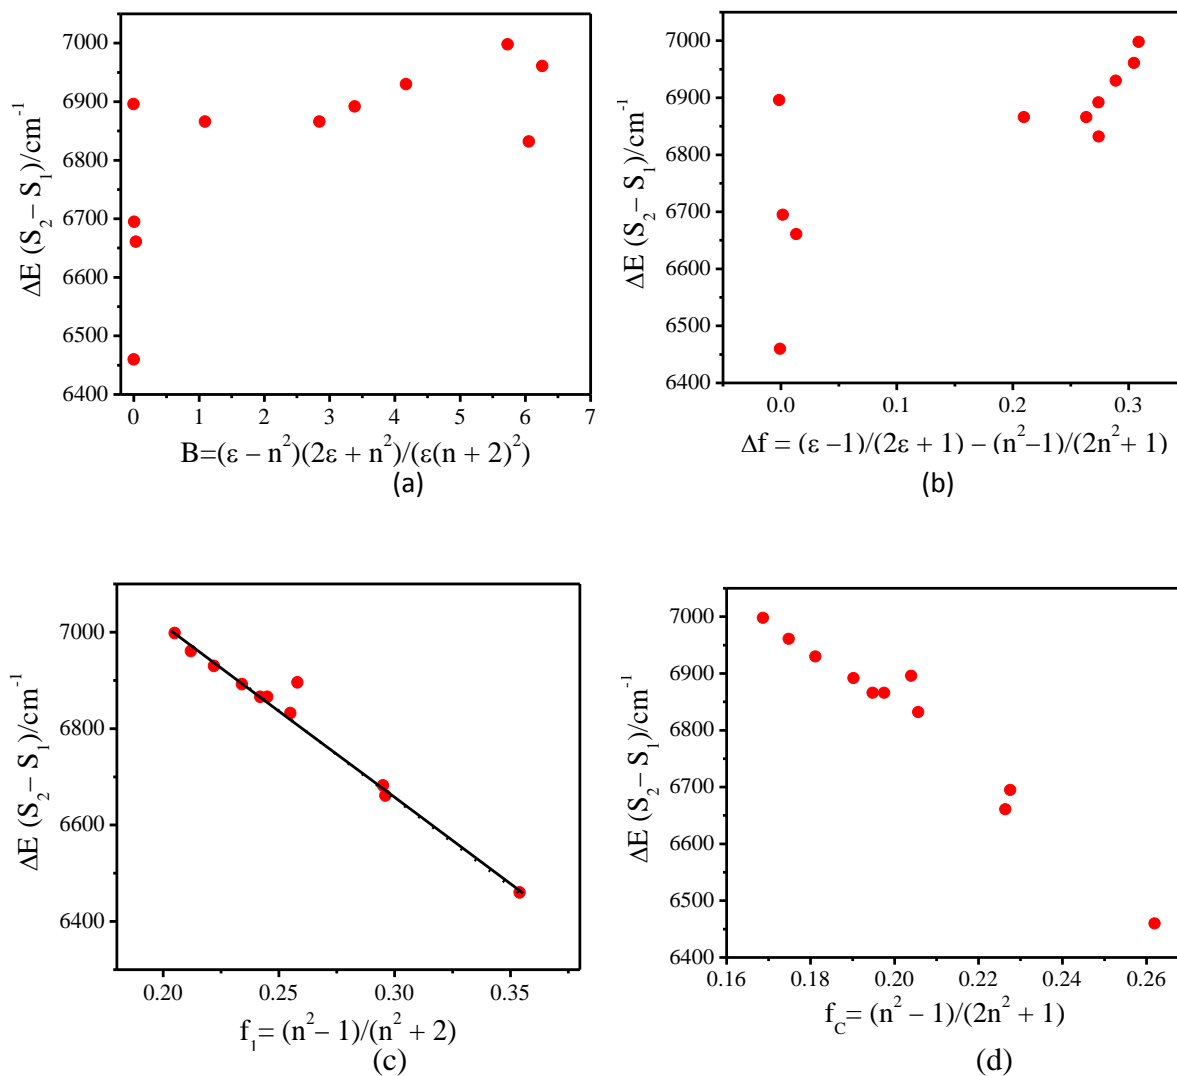 7000
6900
6800
6700
6600
6500
6400
ΔE (S₂ – S₁)/cm⁻¹
0 1 2 3 4 5 6 7
B=(ε – n²)(2ε + n²)/(ε(n + 2)²)
(a)
7000
6900
6800
6700
6600
6500
6400
ΔE (S₂ – S₁)/cm⁻¹
0.0 0.1 0.2 0.3
Δf = (ε –1)/(2ε + 1) – (n²–1)/(2n²+ 1)
(b)
7000
6800
6600
6400
ΔE (S₂ – S₁)/cm⁻¹
0.20 0.25 0.30 0.35
f₁= (n²– 1)/(n² + 2)
(c)
7000
6900
6800
6700
6600
6500
6400
ΔE (S₂ – S₁)/cm⁻¹
0.16 0.18 0.20 0.22 0.24 0.26
f_C= (n² – 1)/(2n² + 1)
(d)